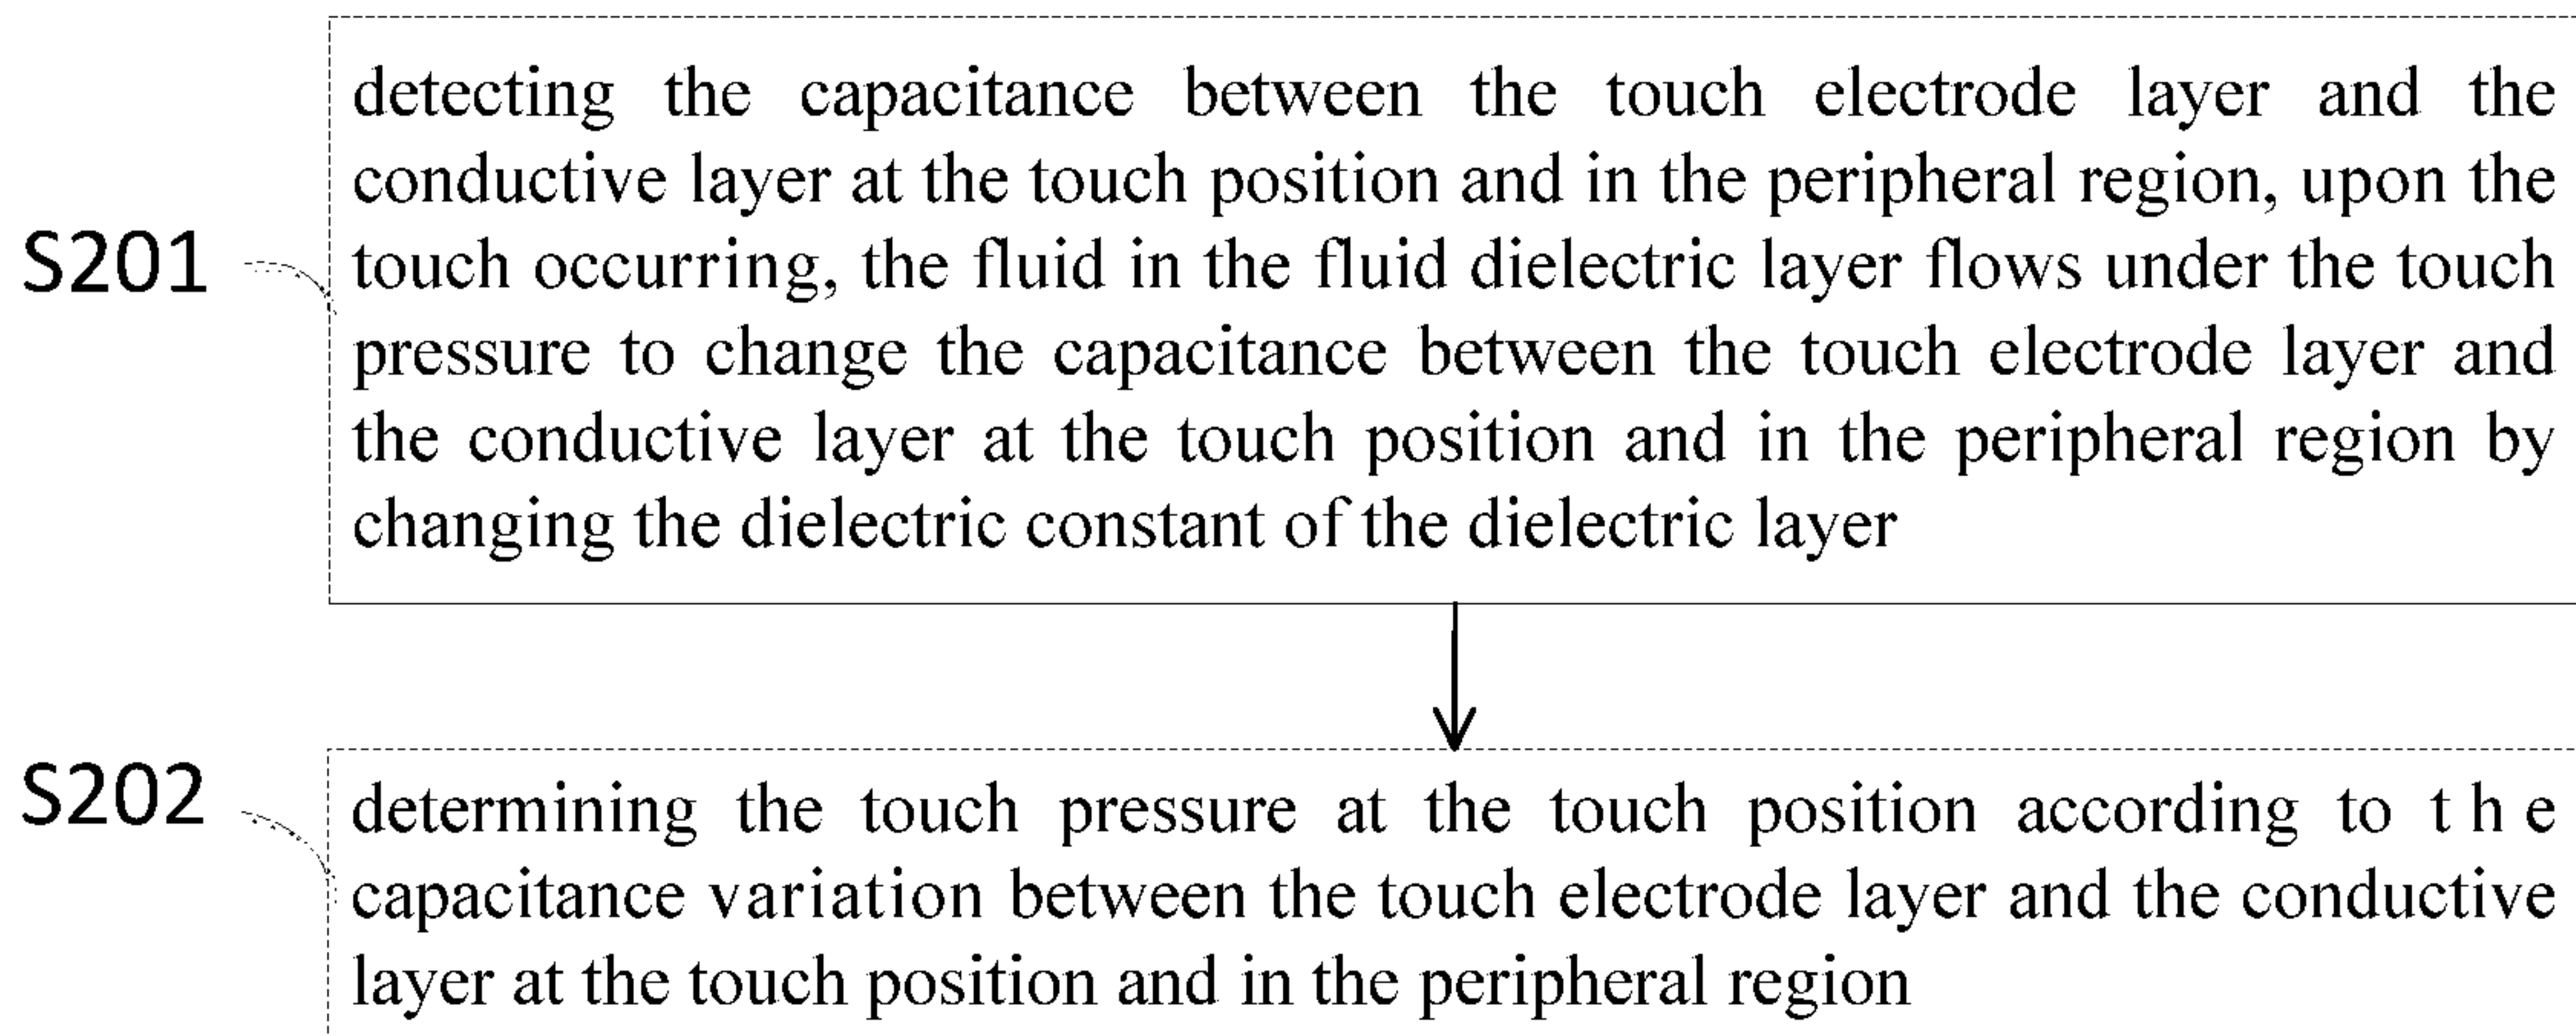 detecting the capacitance between the touch electrode layer and the
conductive layer at the touch position and in the peripheral region, upon the
S201
touch occurring, the fluid in the fluid dielectric layer flows under the touch
pressure to change the capacitance between the touch electrode layer and
the conductive layer at the touch position and in the peripheral region by
changing the dielectric constant of the dielectric layer
S202
determining the touch pressure at the touch position according to the
capacitance variation between the touch electrode layer and the conductive
layer at the touch position and in the peripheral region